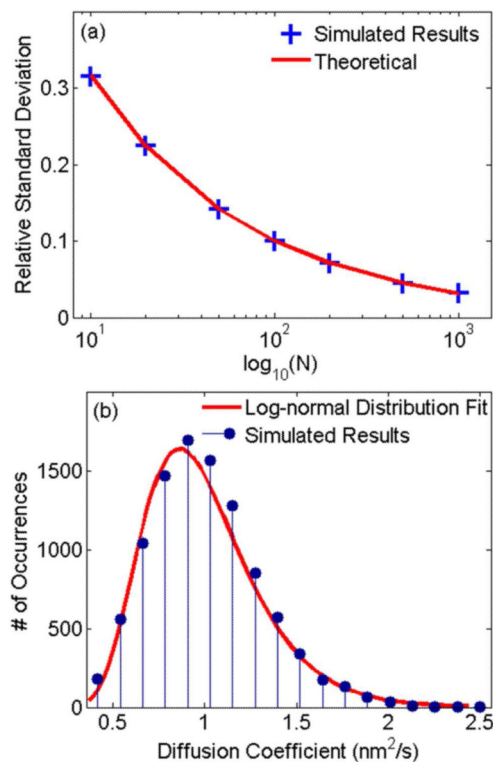 (a)
Simulated Results
Theoretical
Relative Standard Deviation
0.3
0.2
0.1
0
10¹
10²
10³
log₁₀(N)
(b)
Log-normal Distribution Fit
Simulated Results
# of Occurrences
1500
1000
500
0
0.5
1
1.5
2
2.5
Diffusion Coefficient (nm²/s)